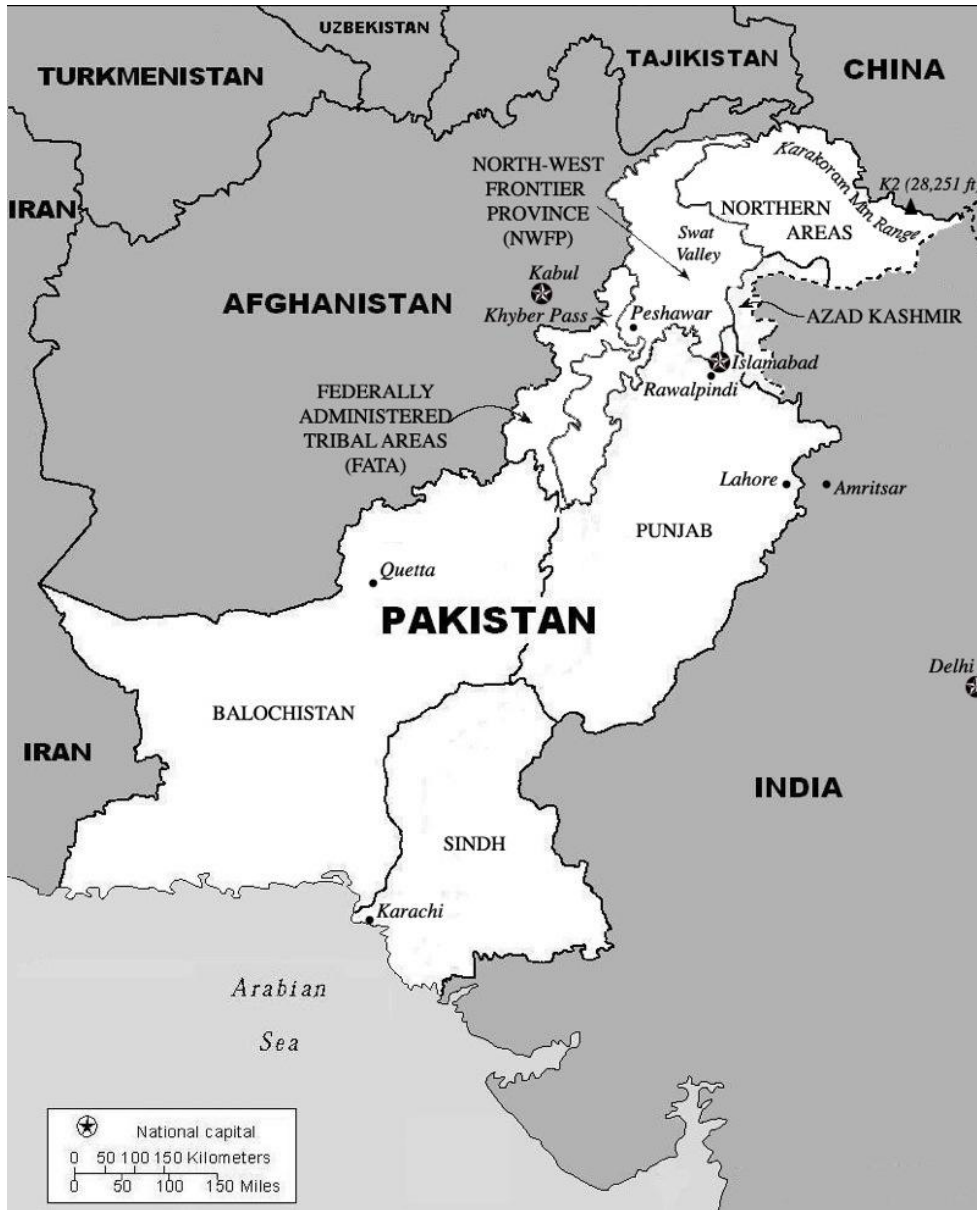 UZBEKISTAN
TURKMENISTAN
TAJIKISTAN
CHINA
NORTH-WEST
FRONTIER
PROVINCE
(NWFP)
Karakoram Mtn Range
K2 (28,251 ft)
IRAN
NORTHERN
AREAS
Swat
Valley
Kabul
AFGHANISTAN
Khyber Pass
Peshawar
AZAD KASHMIR
Islamabad
Rawalpindi
FEDERALLY
ADMINISTERED
TRIBAL AREAS
(FATA)
Lahore
Amritsar
PUNJAB
Quetta
PAKISTAN
Delhi
BALOCHISTAN
IRAN
INDIA
SINDH
Karachi
Arabian
Sea
National capital
0 50 100 150 Kilometers
0 50 100 150 Miles